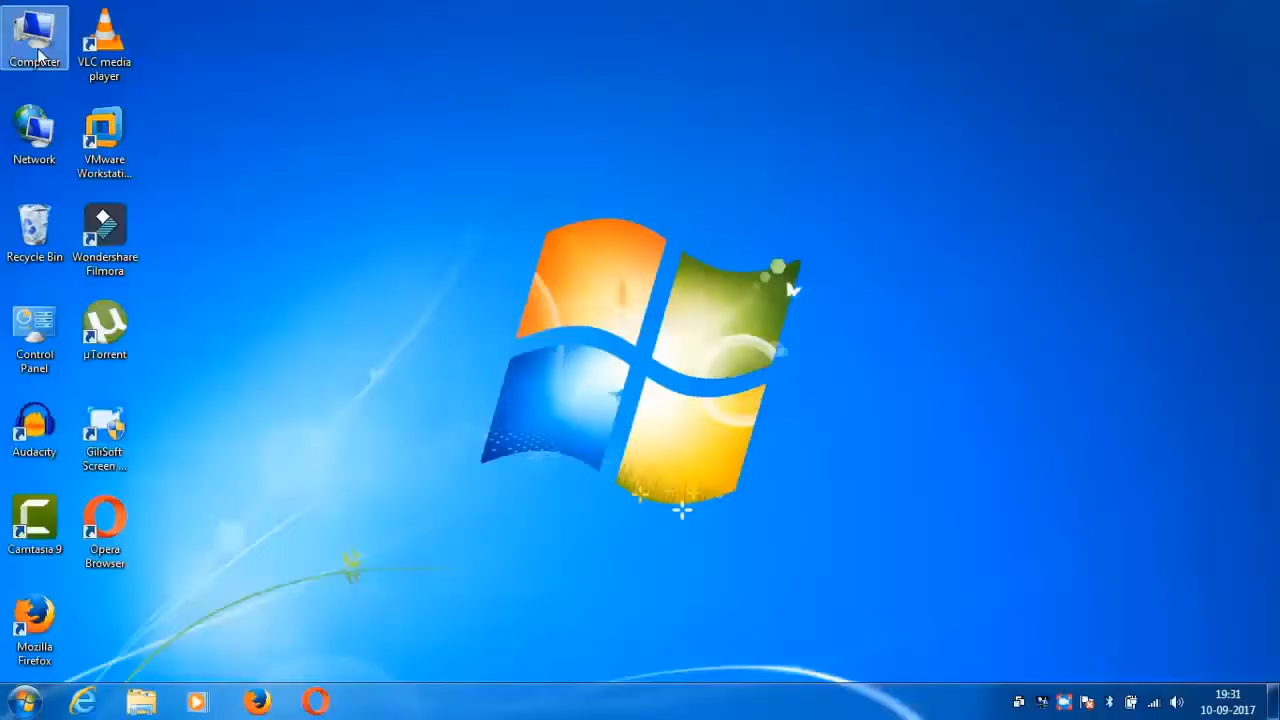 Computer
VLC media
player
Network
VMware
Workstati...
Recycle Bin
Wondershare
Filmora
Control
Panel
µTorrent
Audacity
GiliSoft
Screen ...
Camtasia 9
Opera
Browser
Mozilla
Firefox
19:31
10-09-2017